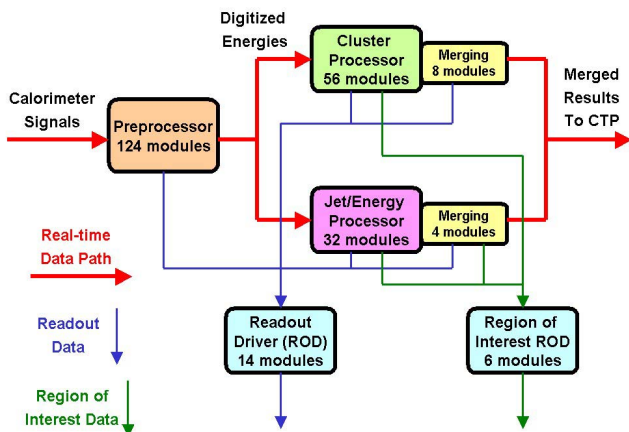 Digitized
Energies
Cluster
Processor
56 modules
Merging
8 modules
Merged
Results
To CTP
Calorimeter
Signals
Preprocessor
124 modules
Jet/Energy
Processor
32 modules
Merging
4 modules
Real-time
Data Path
Readout
Data
Readout
Driver (ROD)
14 modules
Region of
Interest ROD
6 modules
Region of
Interest Data